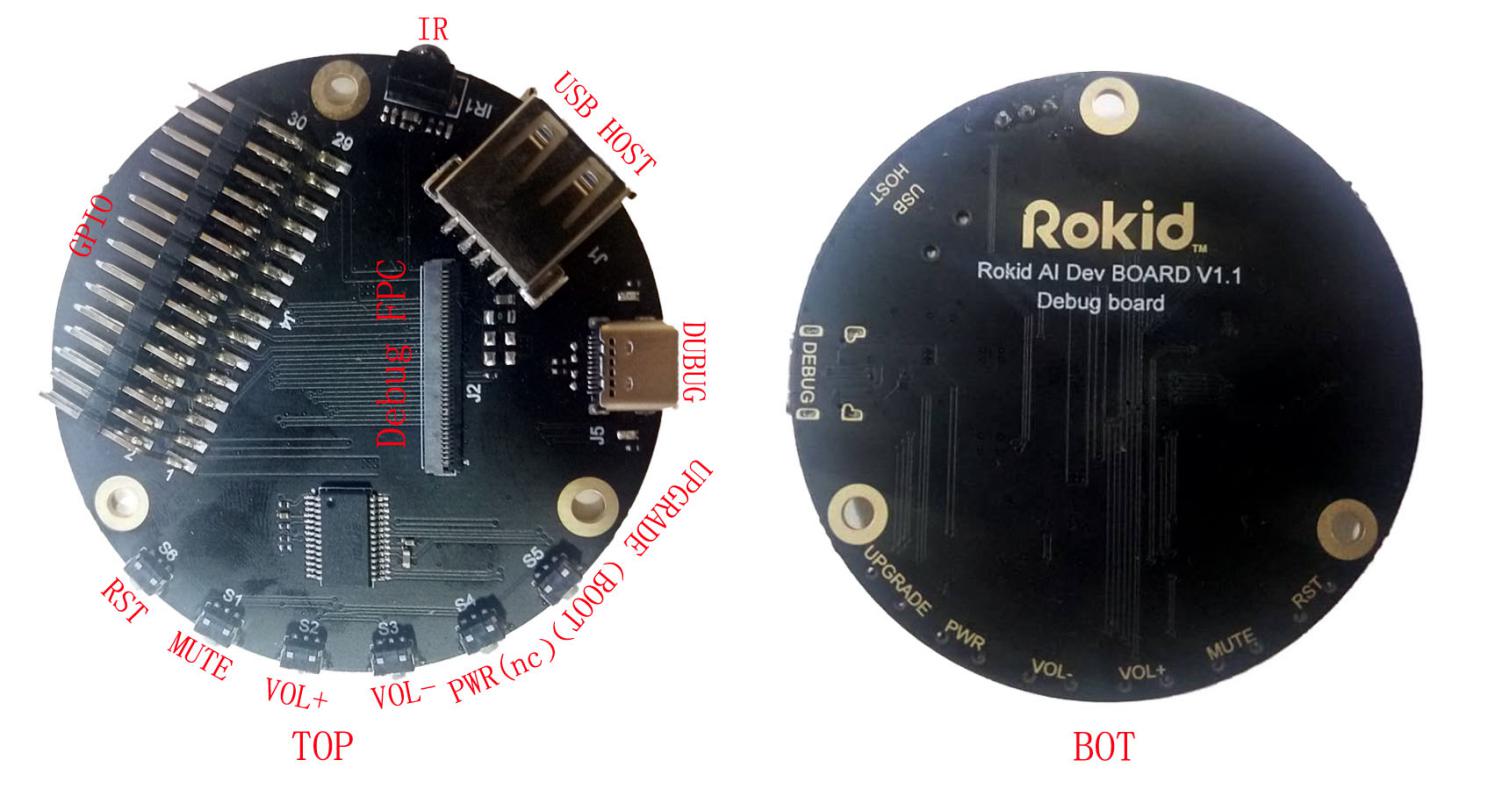 IR
IR1
USB HOST
30
29
GPIO
J4
J1
Debug FPC
J2
DUBUG
J5
2
1
UPGRADE (BOOT)
S6
S1
S2
S3
S4
S5
RST
MUTE
VOL+
VOL-
PWR(nc)
TOP
USB
HOST
Rokid™
Rokid AI Dev BOARD V1.1
Debug board
DEBUG
UPGRADE
PWR
VOL-
VOL+
MUTE
RST
BOT